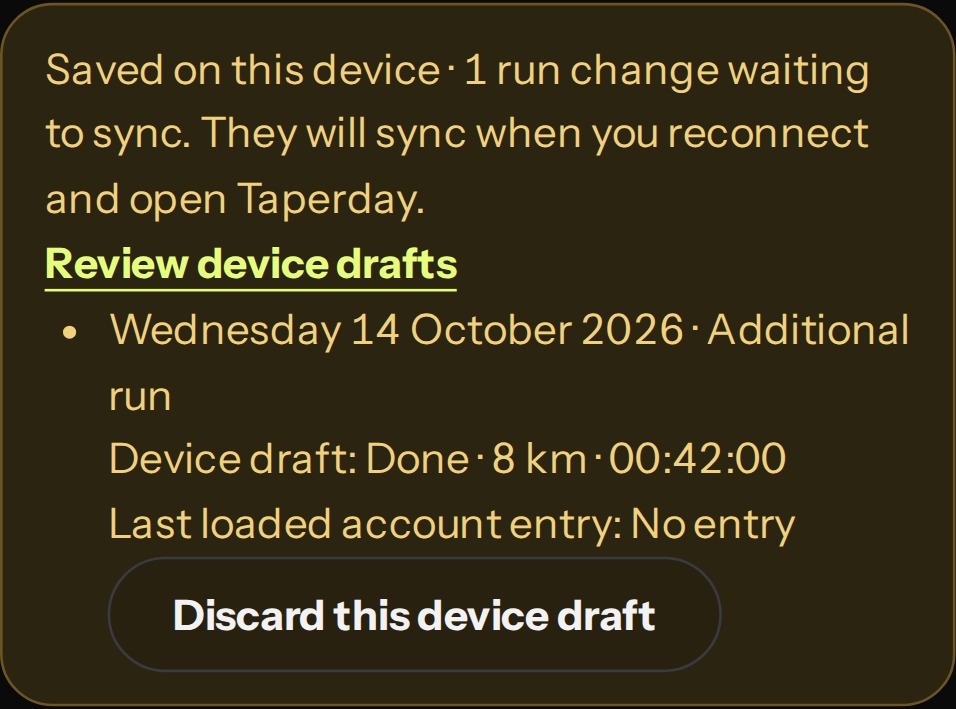 Saved on this device · 1 run change waiting
to sync. They will sync when you reconnect
and open Taperday.
Review device drafts
• Wednesday 14 October 2026 · Additional
run
Device draft: Done · 8 km · 00:42:00
Last loaded account entry: No entry
Discard this device draft